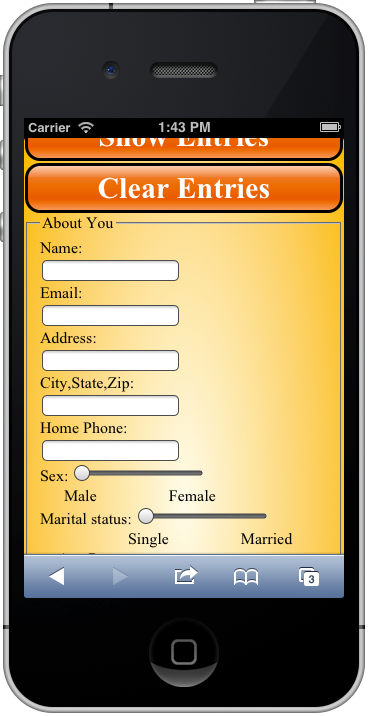 Carrier 1:43 PM
Show Entries
Clear Entries
About You
Name:
Email:
Address:
City,State,Zip:
Home Phone:
Sex:
Male Female
Marital status:
Single Married
3